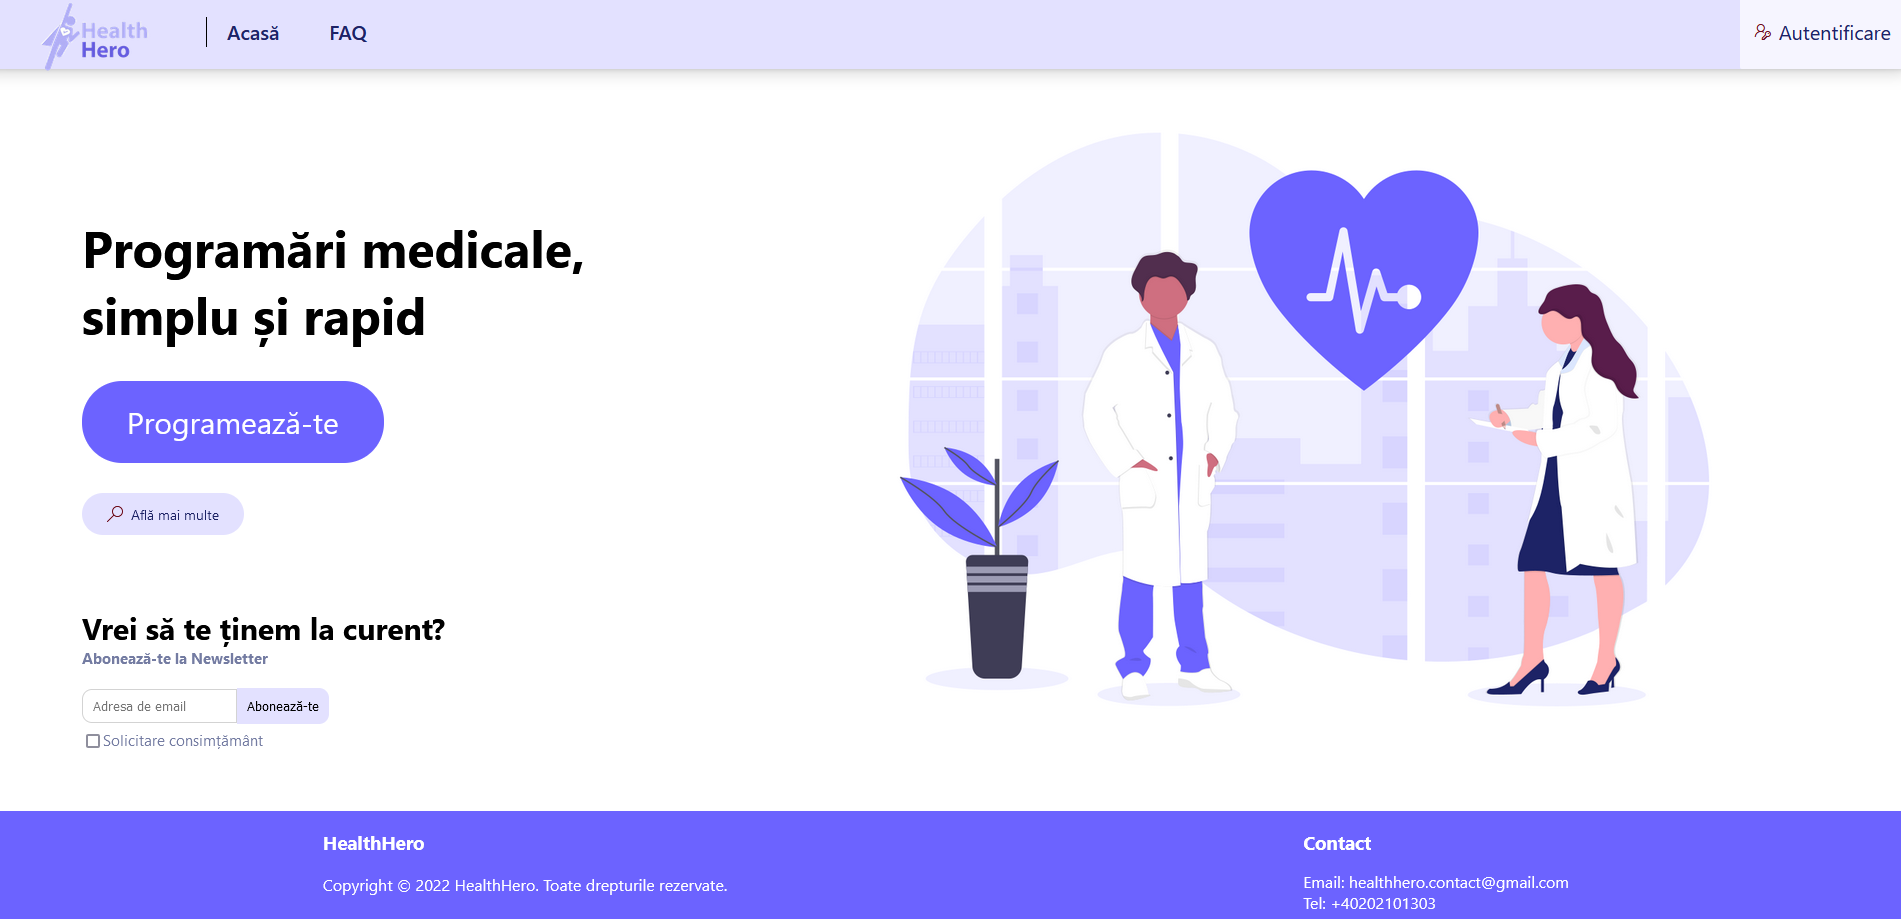 Health
Hero
Acasă
FAQ
Autentificare
Programări medicale,
simplu și rapid
Programează-te
Află mai multe
Vrei să te ținem la curent?
Abonează-te la Newsletter
Adresa de email
Abonează-te
Solicitare consimțământ
HealthHero
Copyright © 2022 HealthHero. Toate drepturile rezervate.
Contact
Email: healthhero.contact@gmail.com
Tel: +40202101303